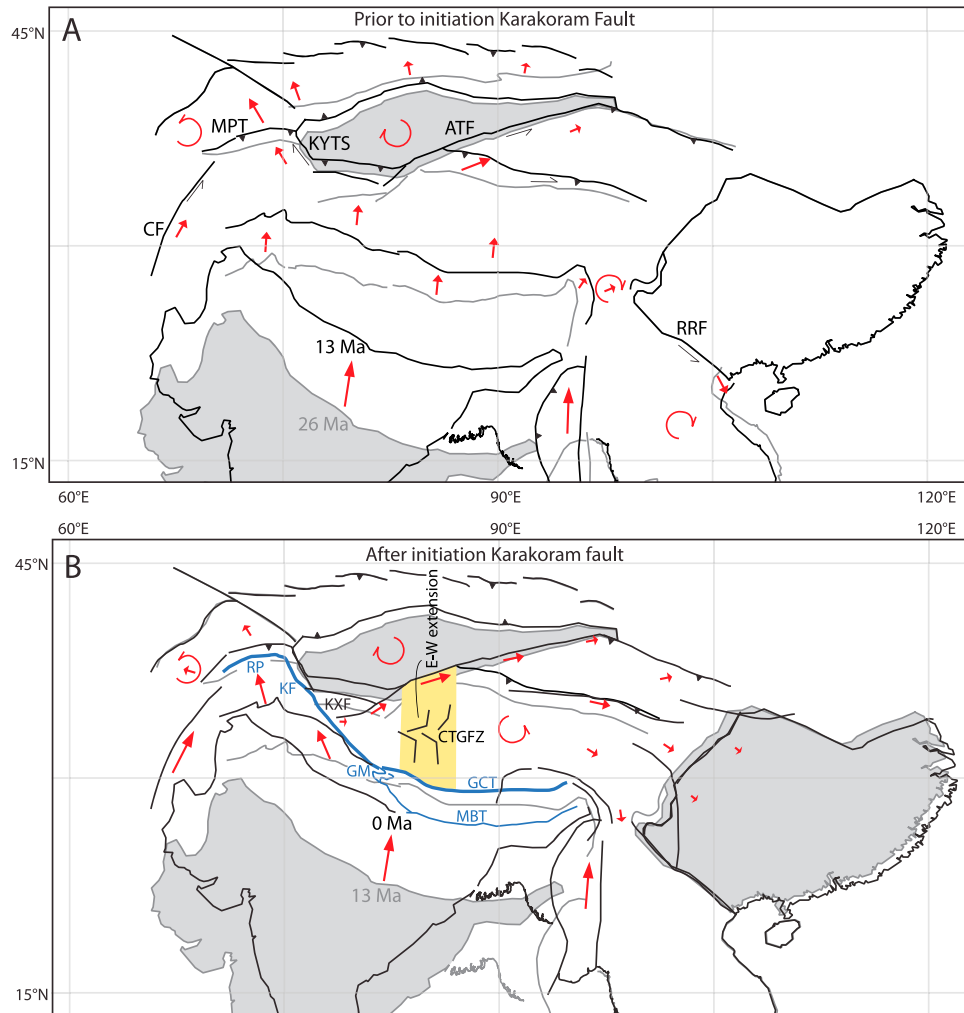 Prior to initiation Karakoram Fault
A
45°N
MPT
KYTS
ATF
CF
RRF
13 Ma
26 Ma
15°N
60°E
90°E
120°E
60°E
90°E
120°E
After initiation Karakoram fault
B
45°N
E-W extension
RP
KF
KXF
CTGFZ
GM
GCT
MBT
0 Ma
13 Ma
15°N